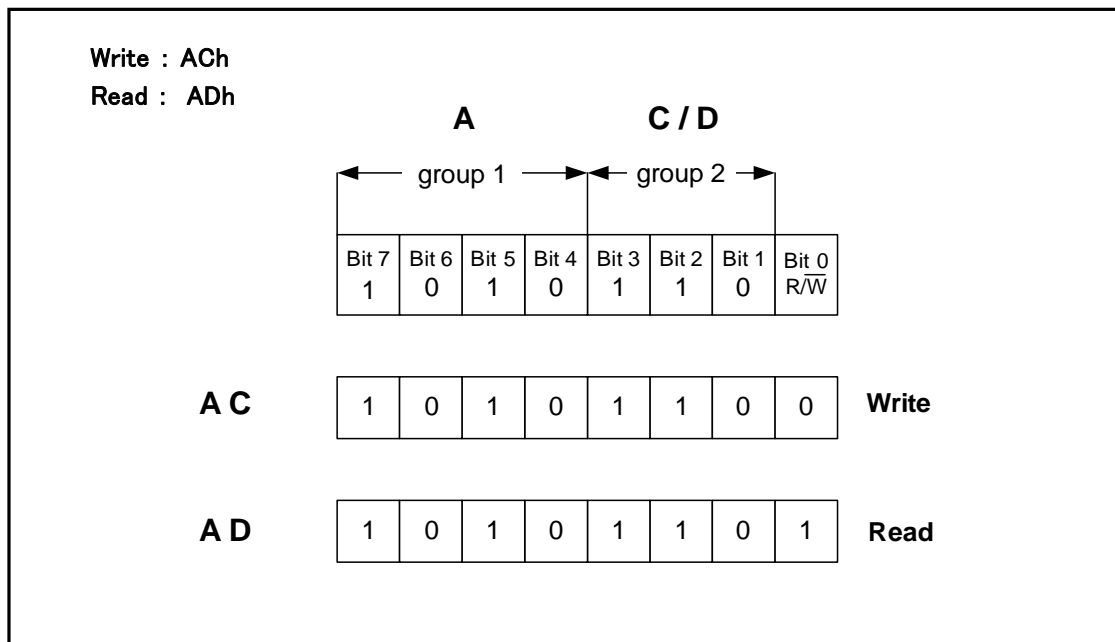 Write : ACh
Read : ADh
A C / D
group 1 group 2
Bit 7 Bit 6 Bit 5 Bit 4 Bit 3 Bit 2 Bit 1 Bit 0
1 0 1 0 1 1 0 R/W̅
A C 1 0 1 0 1 1 0 0 Write
A D 1 0 1 0 1 1 0 1 Read